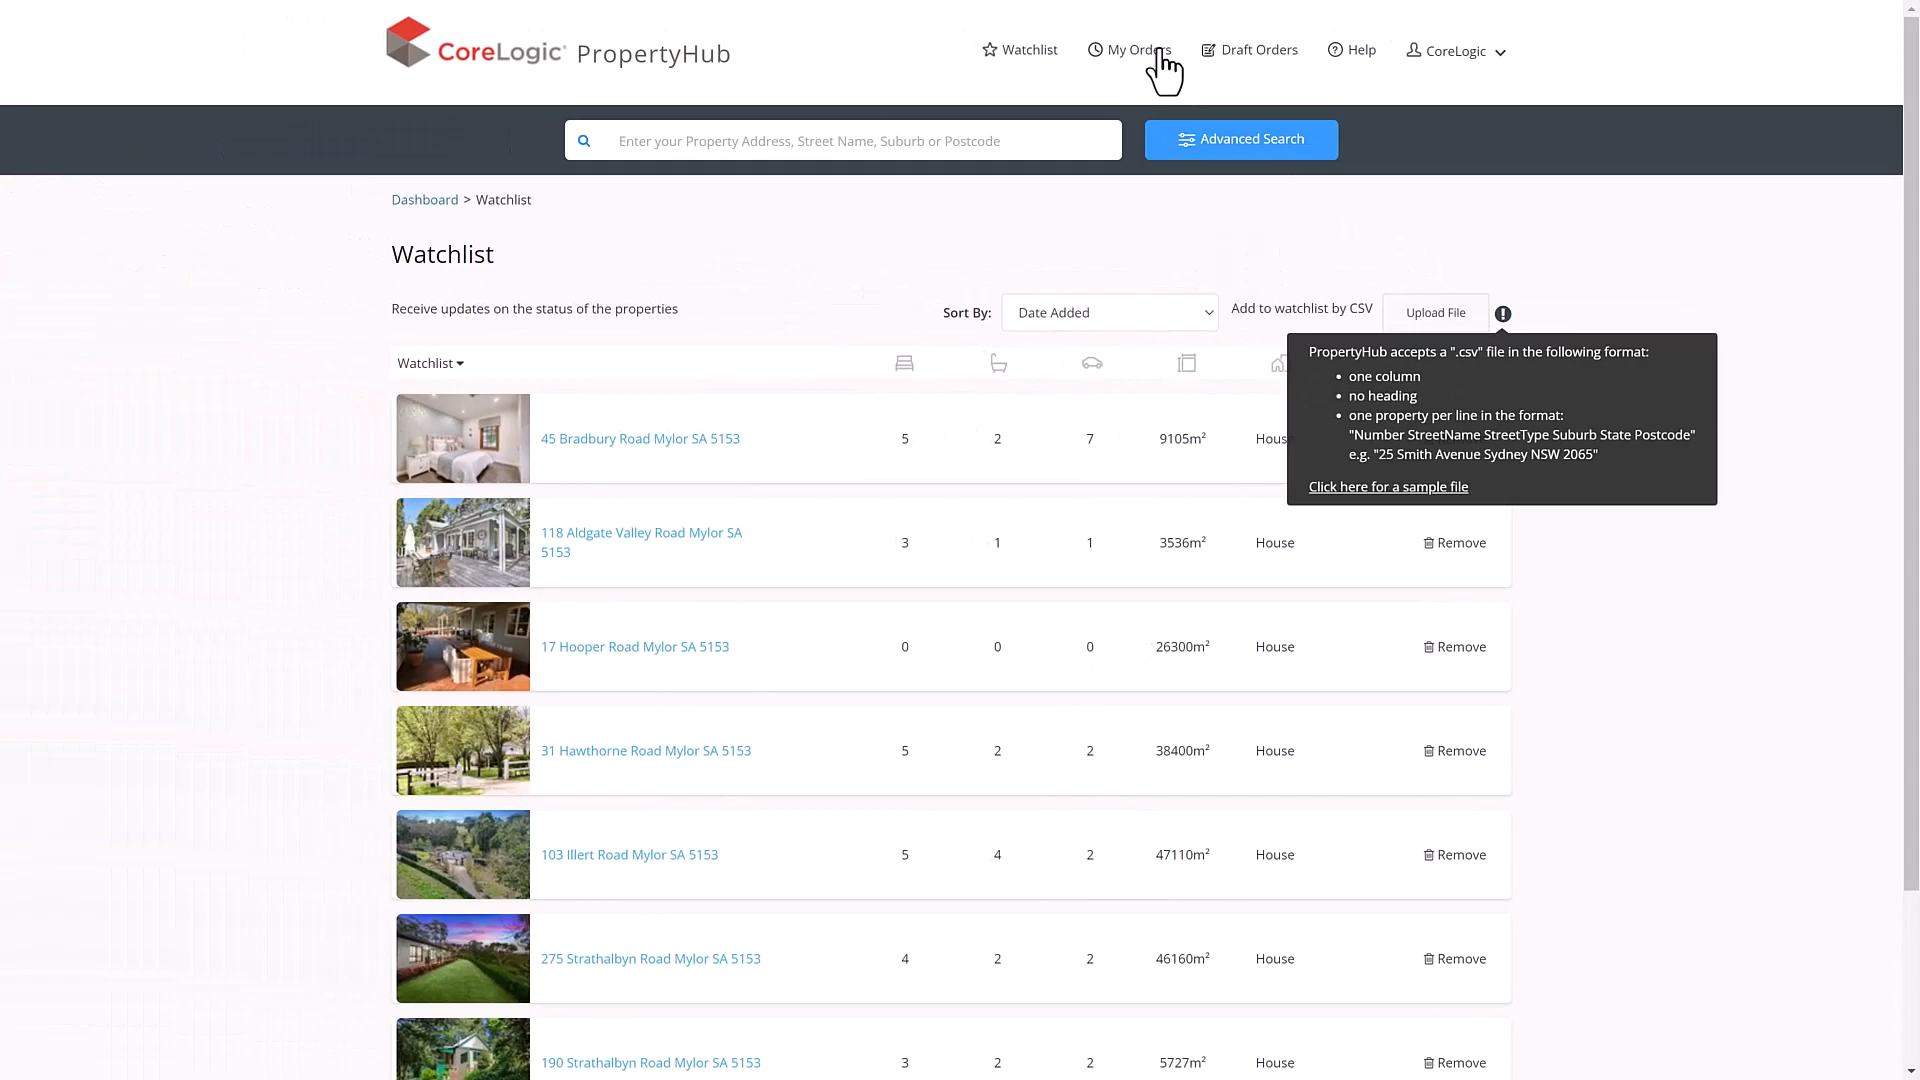 CoreLogic PropertyHub
Watchlist
My Orders
Draft Orders
Help
CoreLogic
Enter your Property Address, Street Name, Suburb or Postcode
Advanced Search
Dashboard > Watchlist
Watchlist
Receive updates on the status of the properties
Sort By:
Date Added
Add to watchlist by CSV
Upload File
PropertyHub accepts a ".csv" file in the following format:
• one column
• no heading
• one property per line in the format:
"Number StreetName StreetType Suburb State Postcode"
e.g. "25 Smith Avenue Sydney NSW 2065"
Click here for a sample file
Watchlist
45 Bradbury Road Mylor SA 5153 5 2 7 9105m² House
118 Aldgate Valley Road Mylor SA
5153
3 1 1 3536m² House Remove
17 Hooper Road Mylor SA 5153 0 0 0 26300m² House Remove
31 Hawthorne Road Mylor SA 5153 5 2 2 38400m² House Remove
103 Illert Road Mylor SA 5153 5 4 2 47110m² House Remove
275 Strathalbyn Road Mylor SA 5153 4 2 2 46160m² House Remove
190 Strathalbyn Road Mylor SA 5153 3 2 2 5727m² House Remove